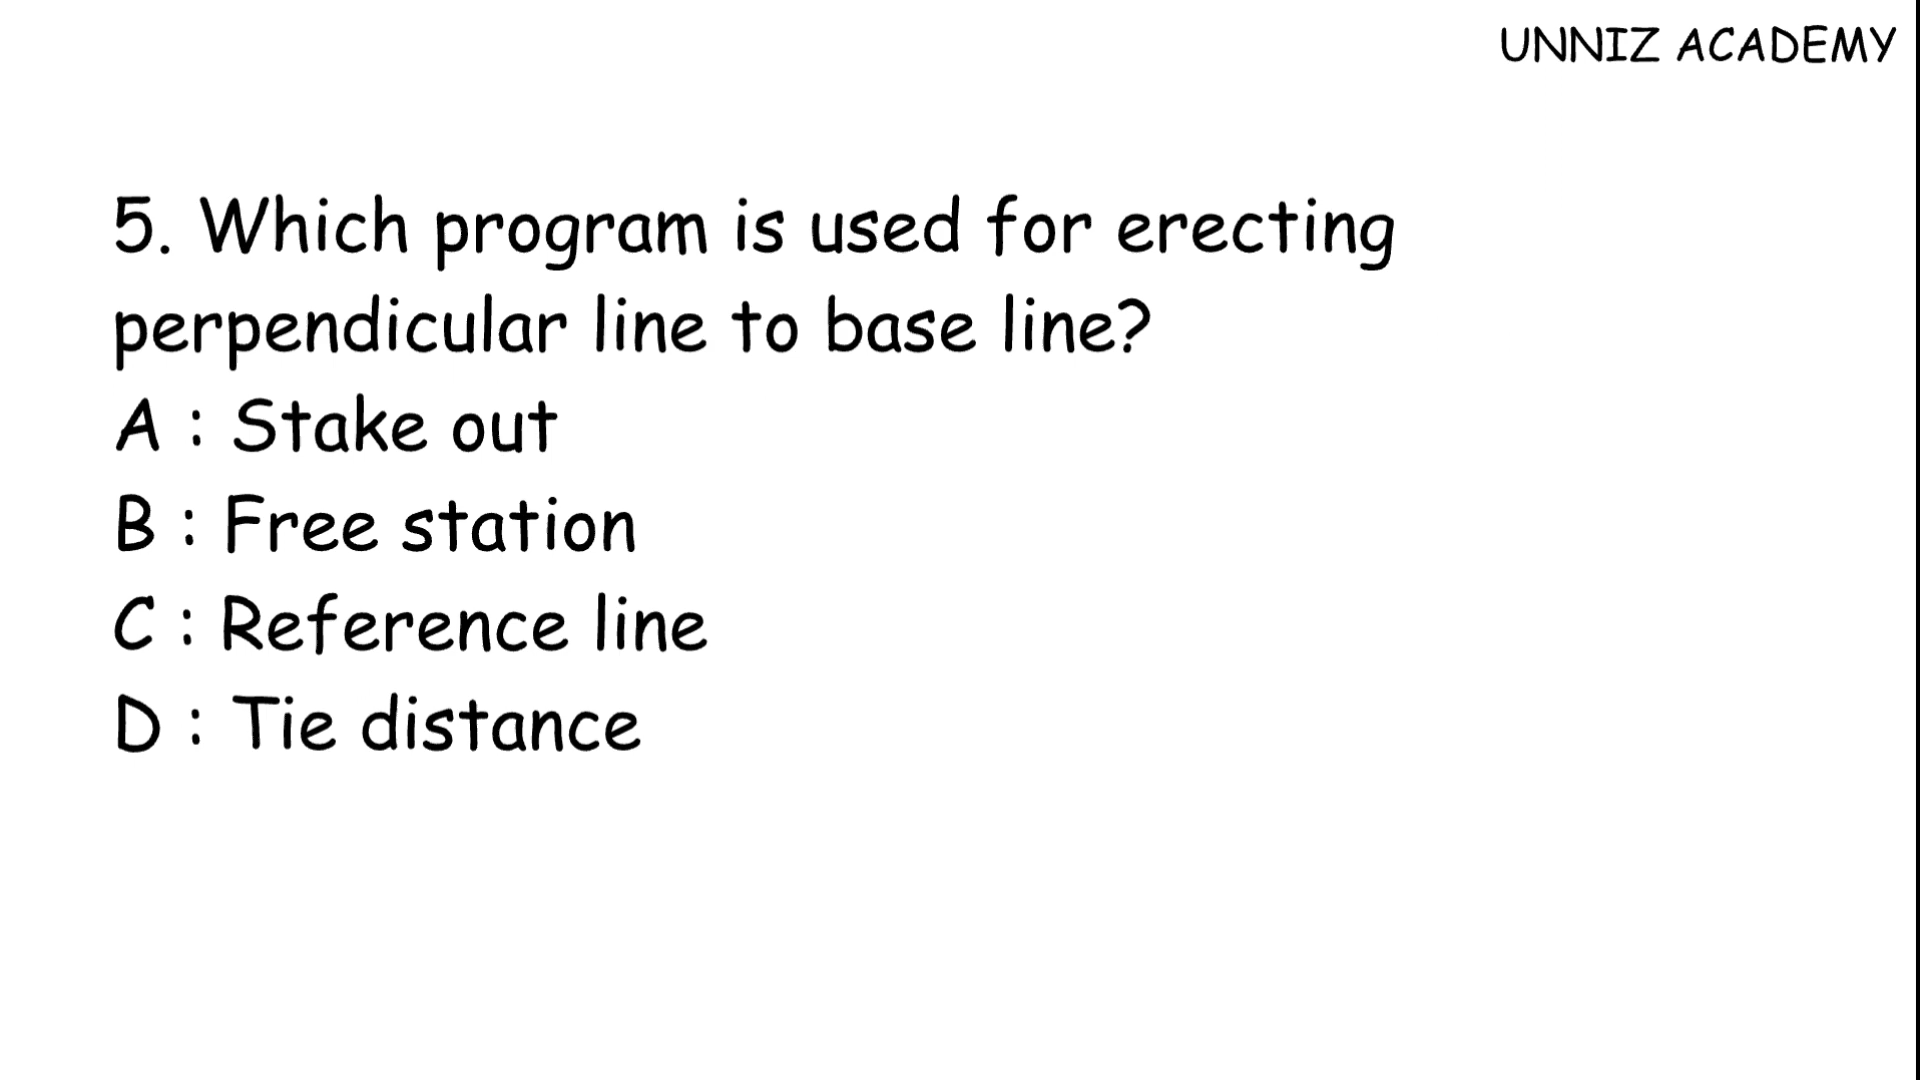 UNNIZ ACADEMY
5. Which program is used for erecting
perpendicular line to base line?
A : Stake out
B : Free station
C : Reference line
D : Tie distance